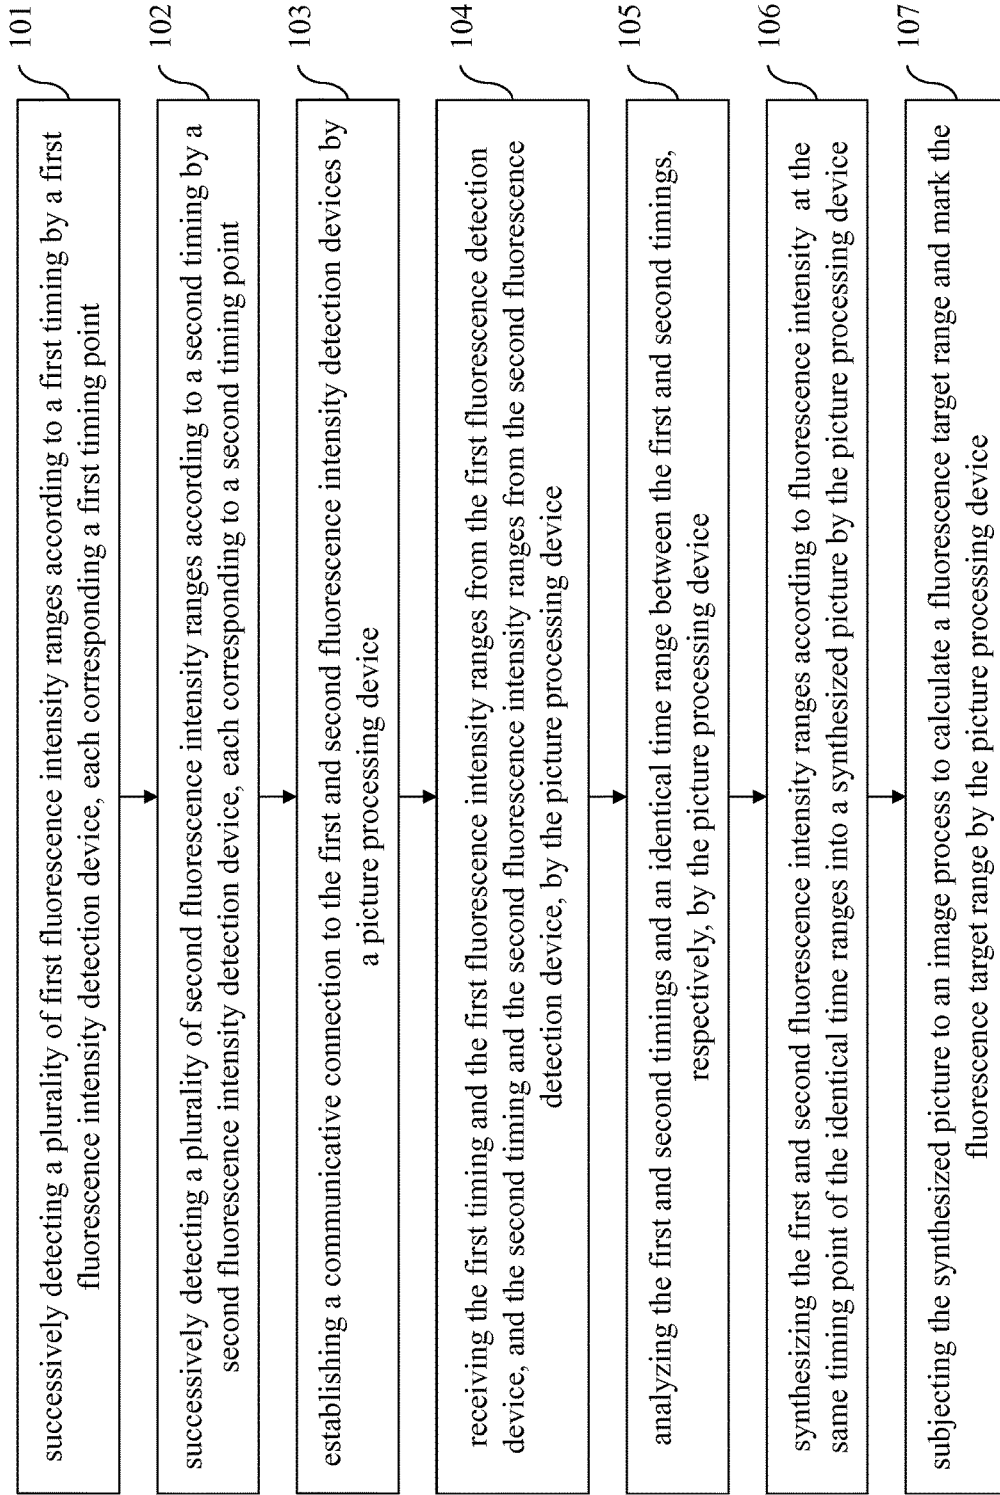 101
successively detecting a plurality of first fluorescence intensity ranges according to a first timing by a first
fluorescence intensity detection device, each corresponding a first timing point
102
successively detecting a plurality of second fluorescence intensity ranges according to a second timing by a
second fluorescence intensity detection device, each corresponding to a second timing point
103
establishing a communicative connection to the first and second fluorescence intensity detection devices by
a picture processing device
104
receiving the first timing and the first fluorescence intensity ranges from the first fluorescence detection
device, and the second timing and the second fluorescence intensity ranges from the second fluorescence
detection device, by the picture processing device
105
analyzing the first and second timings and an identical time range between the first and second timings,
respectively, by the picture processing device
106
synthesizing the first and second fluorescence intensity ranges according to fluorescence intensity at the
same timing point of the identical time ranges into a synthesized picture by the picture processing device
107
subjecting the synthesized picture to an image process to calculate a fluorescence target range and mark the
fluorescence target range by the picture processing device